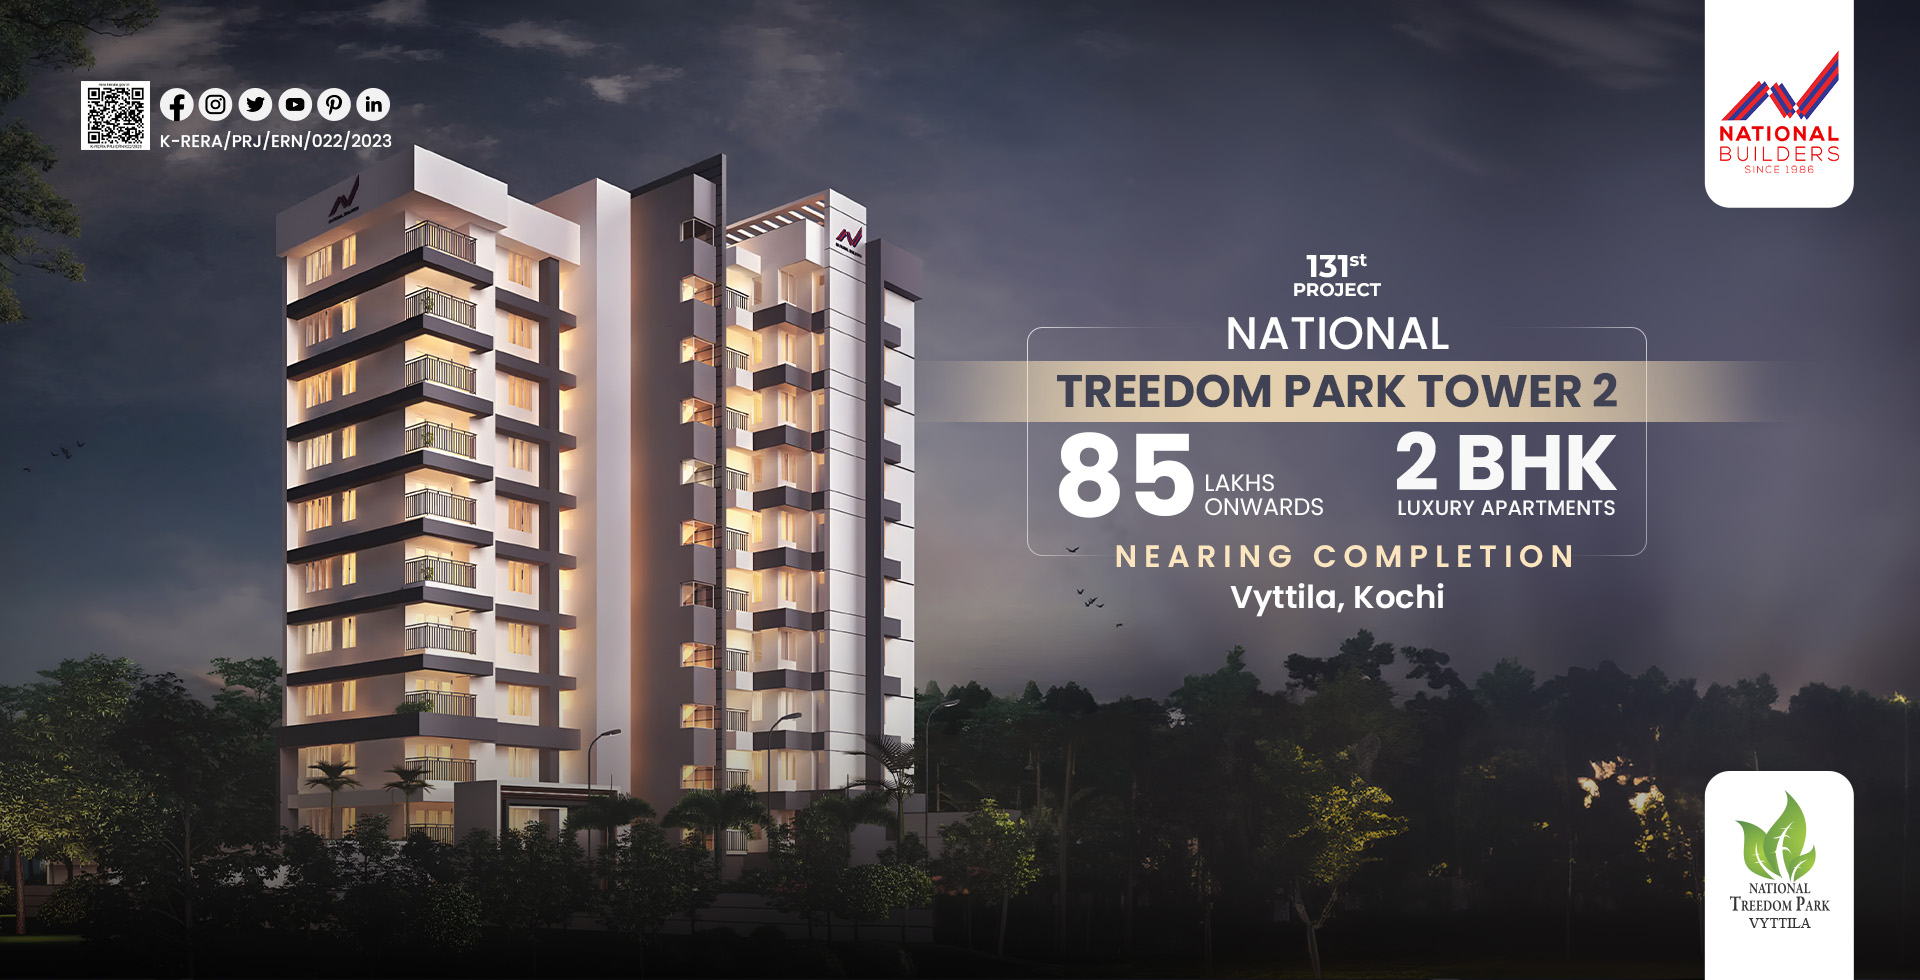 K-RERA/PRJ/ERN/022/2023
NATIONAL
BUILDERS
SINCE 1986
131st
PROJECT
NATIONAL
TREEDOM PARK TOWER 2
85 LAKHS ONWARDS
2 BHK
LUXURY APARTMENTS
NEARING COMPLETION
Vyttila, Kochi
NATIONAL
TREEDOM PARK
VYTTILA